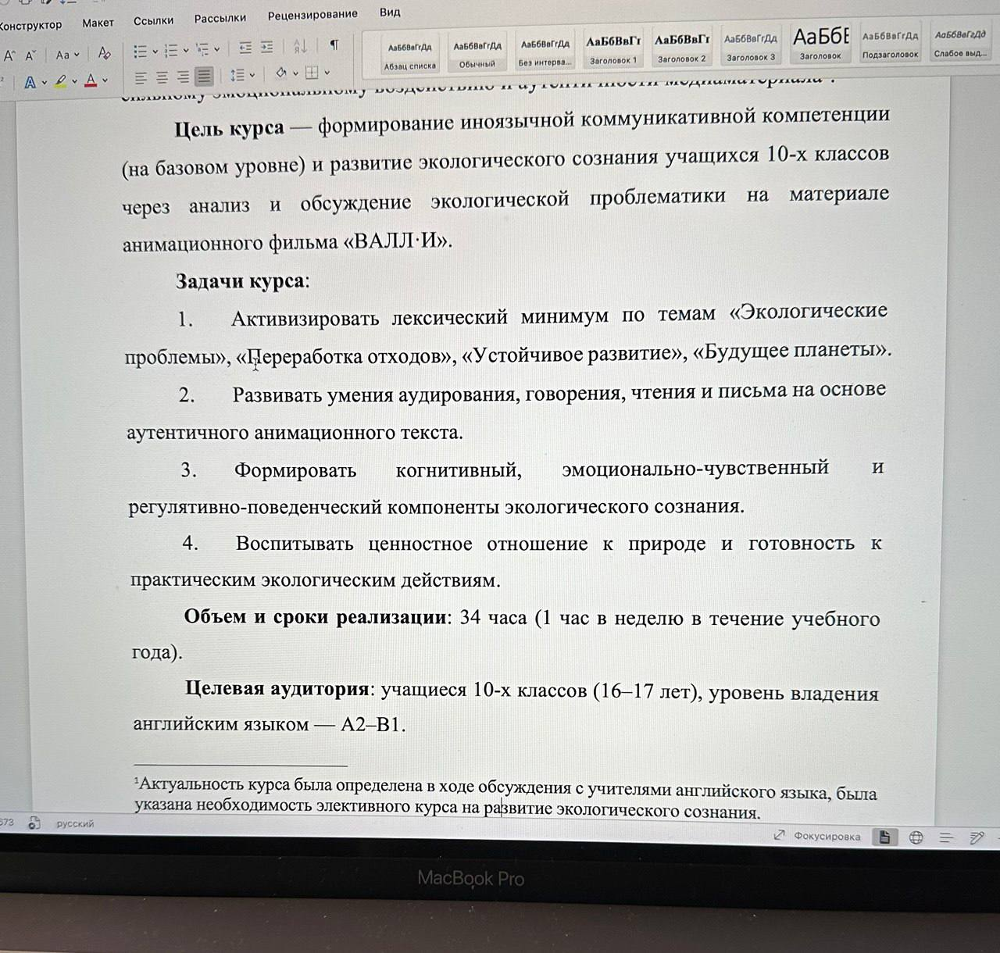 Конструктор Макет Ссылки Рассылки Рецензирование Вид
Aa
АаБбВвГгДд АаБбВвГгДд АаБбВвГгДд АаБбВвГг АаБбВвГг АаБбВвГгДд АаБбВ АаБбВвГгДд АаБбВвГгДд
Абзац списка Обычный Без интерва... Заголовок 1 Заголовок 2 Заголовок 3 Заголовок Подзаголовок Слабое выд...
сильному эмоциональному воздействию и аутентичности медиаматериала¹.
Цель курса — формирование иноязычной коммуникативной компетенции
(на базовом уровне) и развитие экологического сознания учащихся 10-х классов
через анализ и обсуждение экологической проблематики на материале
анимационного фильма «ВАЛЛ·И».
Задачи курса:
1. Активизировать лексический минимум по темам «Экологические
проблемы», «Переработка отходов», «Устойчивое развитие», «Будущее планеты».
2. Развивать умения аудирования, говорения, чтения и письма на основе
аутентичного анимационного текста.
3. Формировать когнитивный, эмоционально-чувственный и
регулятивно-поведенческий компоненты экологического сознания.
4. Воспитывать ценностное отношение к природе и готовность к
практическим экологическим действиям.
Объем и сроки реализации: 34 часа (1 час в неделю в течение учебного
года).
Целевая аудитория: учащиеся 10-х классов (16–17 лет), уровень владения
английским языком — А2–В1.
¹Актуальность курса была определена в ходе обсуждения с учителями английского языка, была
указана необходимость элективного курса на развитие экологического сознания.
673 русский Фокусировка
MacBook Pro